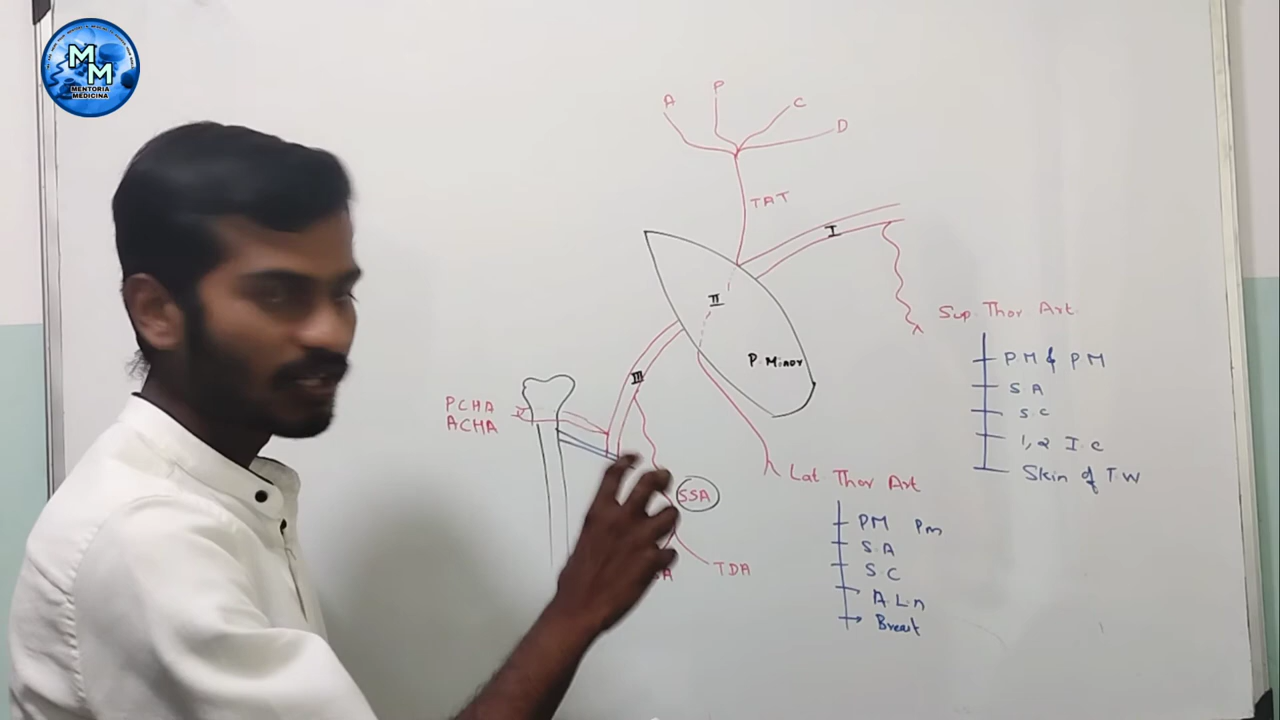 M
M
MENTORIA
MEDICINA
A
P
C
D
TAT
I
II
P. Minor
III
Sup. Thor Art
PM & PM
S A
S C
1,2 I. C
Skin of T.W
PCHA
ACHA
SSA
TDA
Lat Thor Art
PM Pm
S.A
S.C
A.L.n
Breast